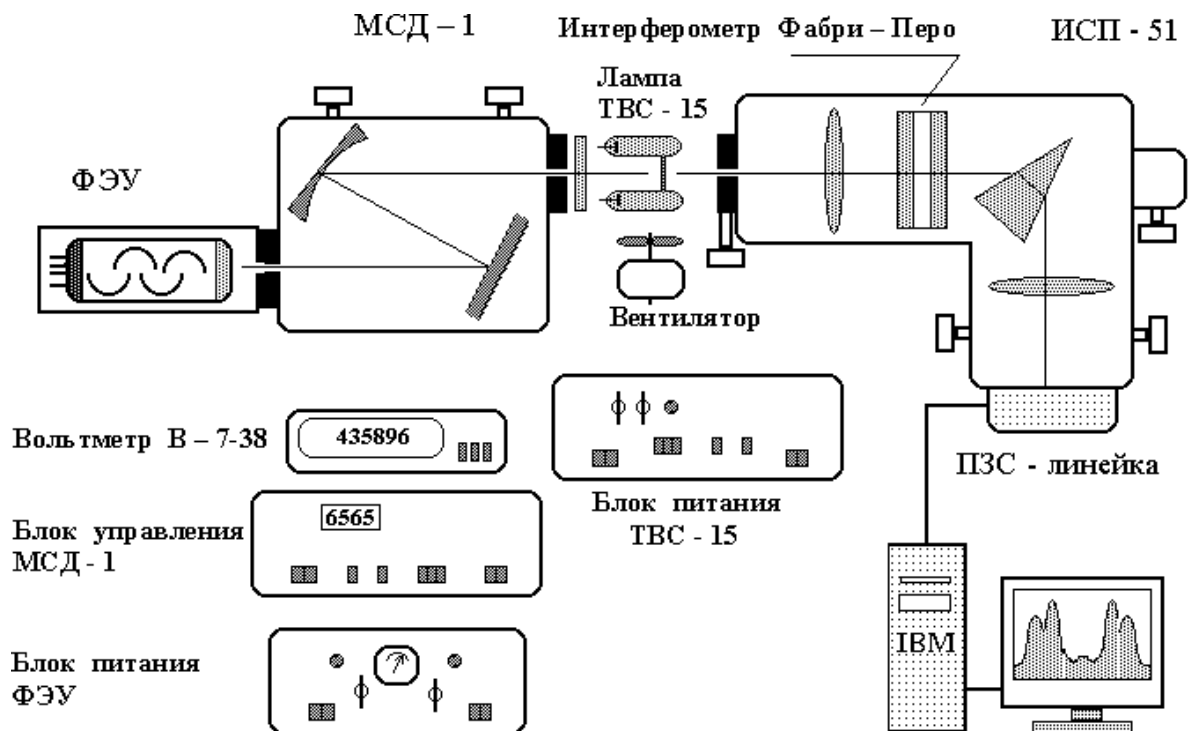 МСД – 1
Интерферометр Фабри – Перо
ИСП - 51
Лампа
ТВС - 15
ФЭУ
Вентилятор
Вольтметр В – 7-38
435896
ПЗС - линейка
Блок питания
ТВС - 15
Блок управления
МСД - 1
6565
IBM
Блок питания
ФЭУ